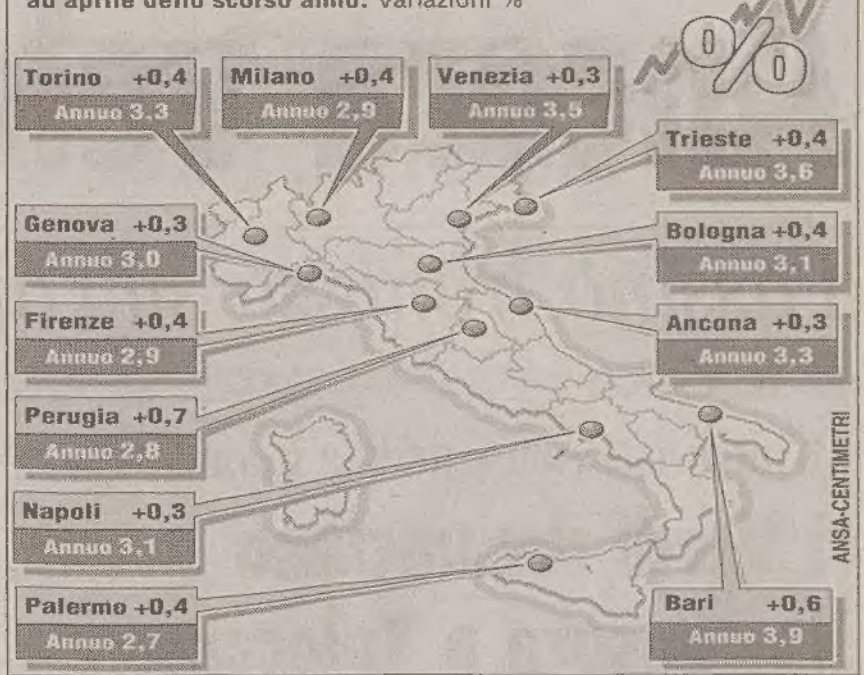 ad aprile dello scorso anno. Variazioni %
%
Torino +0,4
Annuo 3,3
Milano +0,4
Annuo 2,9
Venezia +0,3
Annuo 3,5
Trieste +0,4
Annuo 3,6
Genova +0,3
Annuo 3,0
Bologna +0,4
Annuo 3,1
Firenze +0,4
Annuo 2,9
Ancona +0,3
Annuo 3,3
Perugia +0,7
Annuo 2,8
Napoli +0,3
Annuo 3,1
Palermo +0,4
Annuo 2,7
Bari +0,6
Annuo 3,9
ANSA-CENTIMETRI